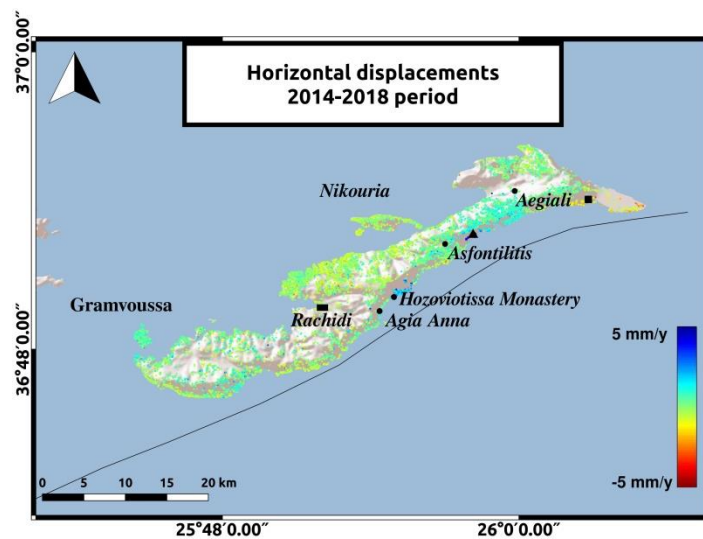 Horizontal displacements
2014-2018 period
37°0′0.00″
Nikouria
Aegiali
Asfontilitis
Gramvoussa
Hozoviotissa Monastery
Rachidi
Agia Anna
36°48′0.00″
5 mm/y
-5 mm/y
0 5 10 15 20 km
25°48′0.00″
26°0′0.00″